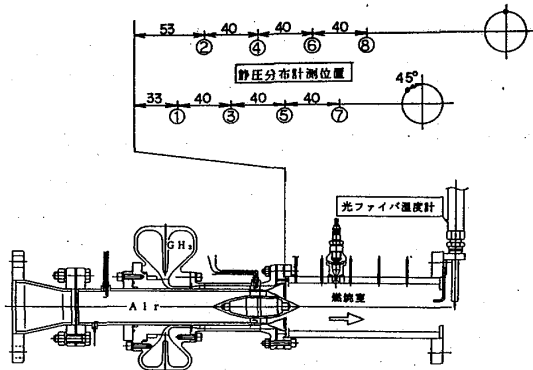 53 40 40 40
② ④ ⑥ ⑧
静圧分布計測位置
45°
33 40 40 40
① ③ ⑤ ⑦
光ファイバ温度計
GH₂
Air
燃焼室